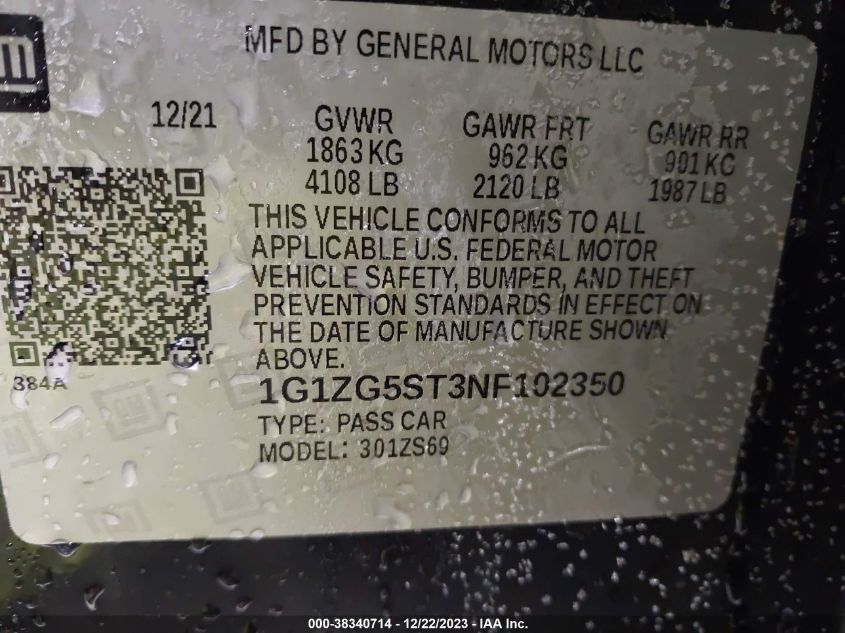 GM
MFD BY GENERAL MOTORS LLC
12/21 GVWR GAWR FRT GAWR RR
1863 KG 962 KG 901 KG
4108 LB 2120 LB 1987 LB
THIS VEHICLE CONFORMS TO ALL
APPLICABLE U.S. FEDERAL MOTOR
VEHICLE SAFETY, BUMPER, AND THEFT
PREVENTION STANDARDS IN EFFECT ON
THE DATE OF MANUFACTURE SHOWN
ABOVE.
384A
1G1ZG5ST3NF102350
TYPE: PASS CAR
MODEL: 301ZS69
000-38340714 - 12/22/2023 - IAA Inc.